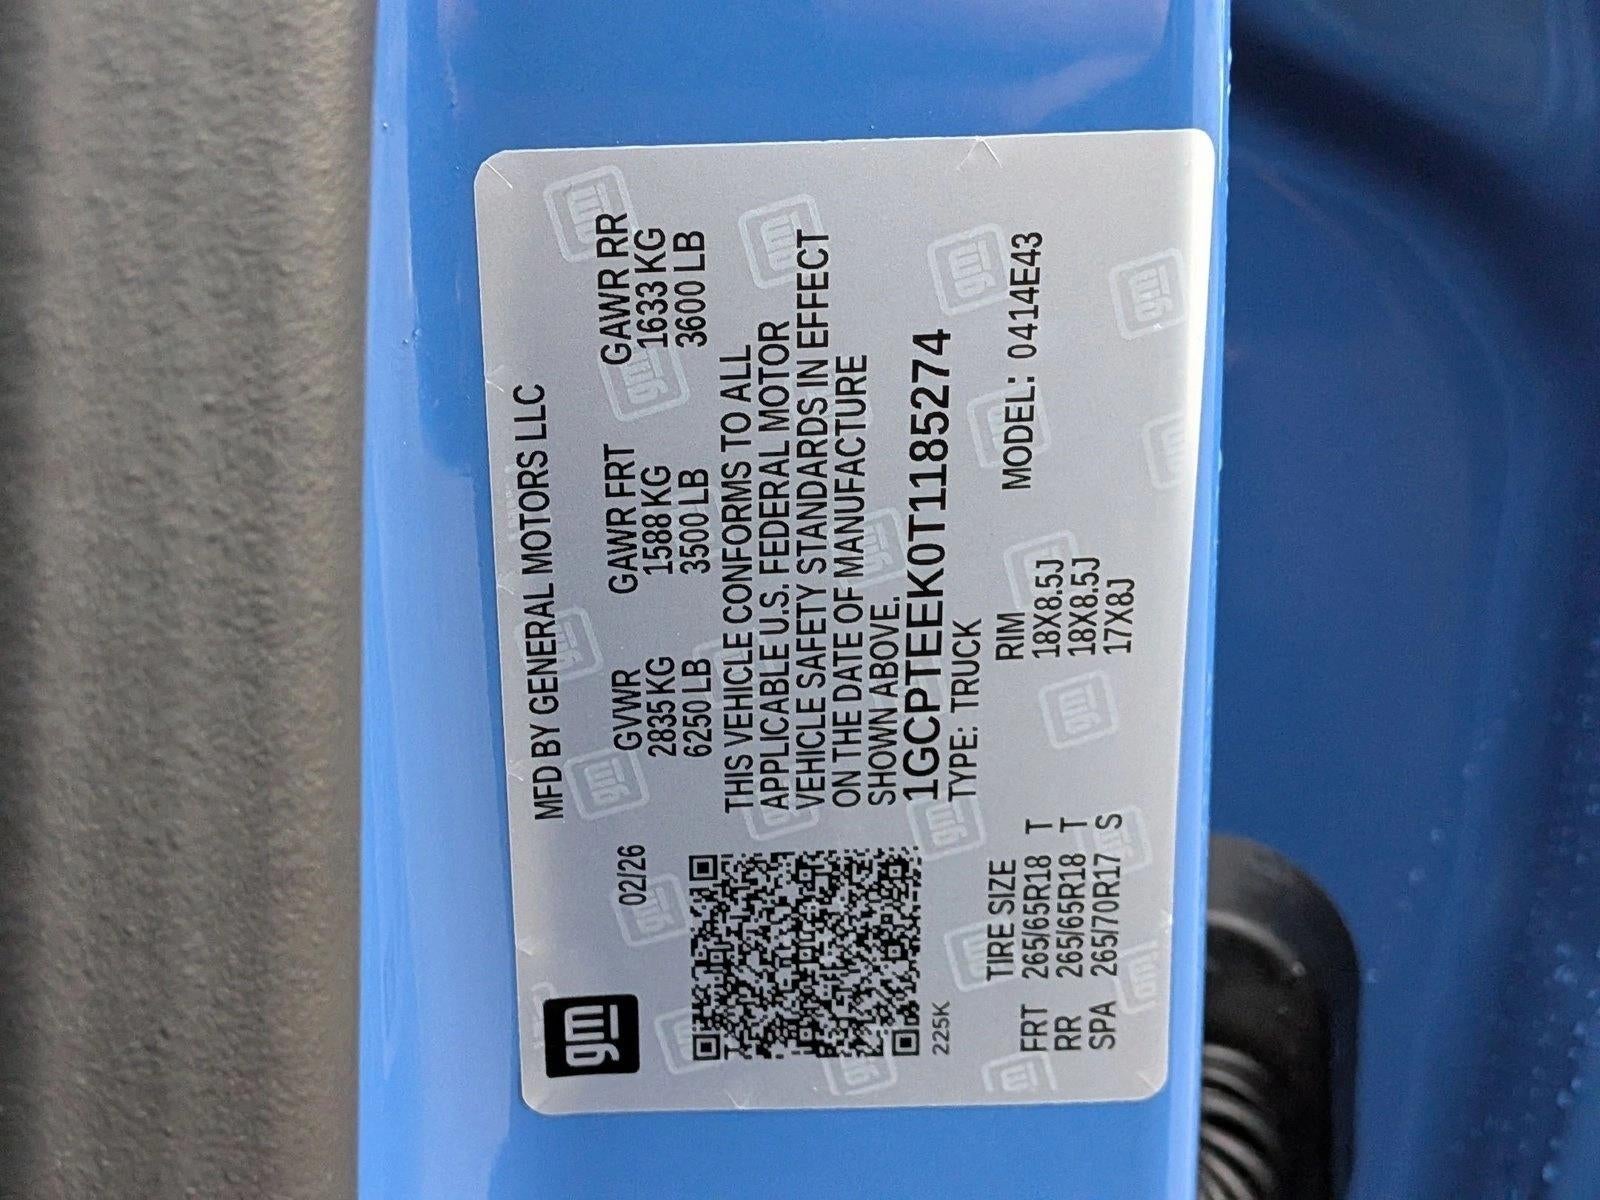 gm
MFD BY GENERAL MOTORS LLC
02/26
GVWR GAWR FRT GAWR RR
2835 KG 1588 KG 1633 KG
6250 LB 3500 LB 3600 LB
THIS VEHICLE CONFORMS TO ALL
APPLICABLE U.S. FEDERAL MOTOR
VEHICLE SAFETY STANDARDS IN EFFECT
ON THE DATE OF MANUFACTURE
SHOWN ABOVE.
1GCPTEEK0T1185274
225K
TYPE: TRUCK
TIRE SIZE RIM MODEL: 0414E43
FRT 265/65R18 T 18X8.5J
RR 265/65R18 T 18X8.5J
SPA 265/70R17 S 17X8J